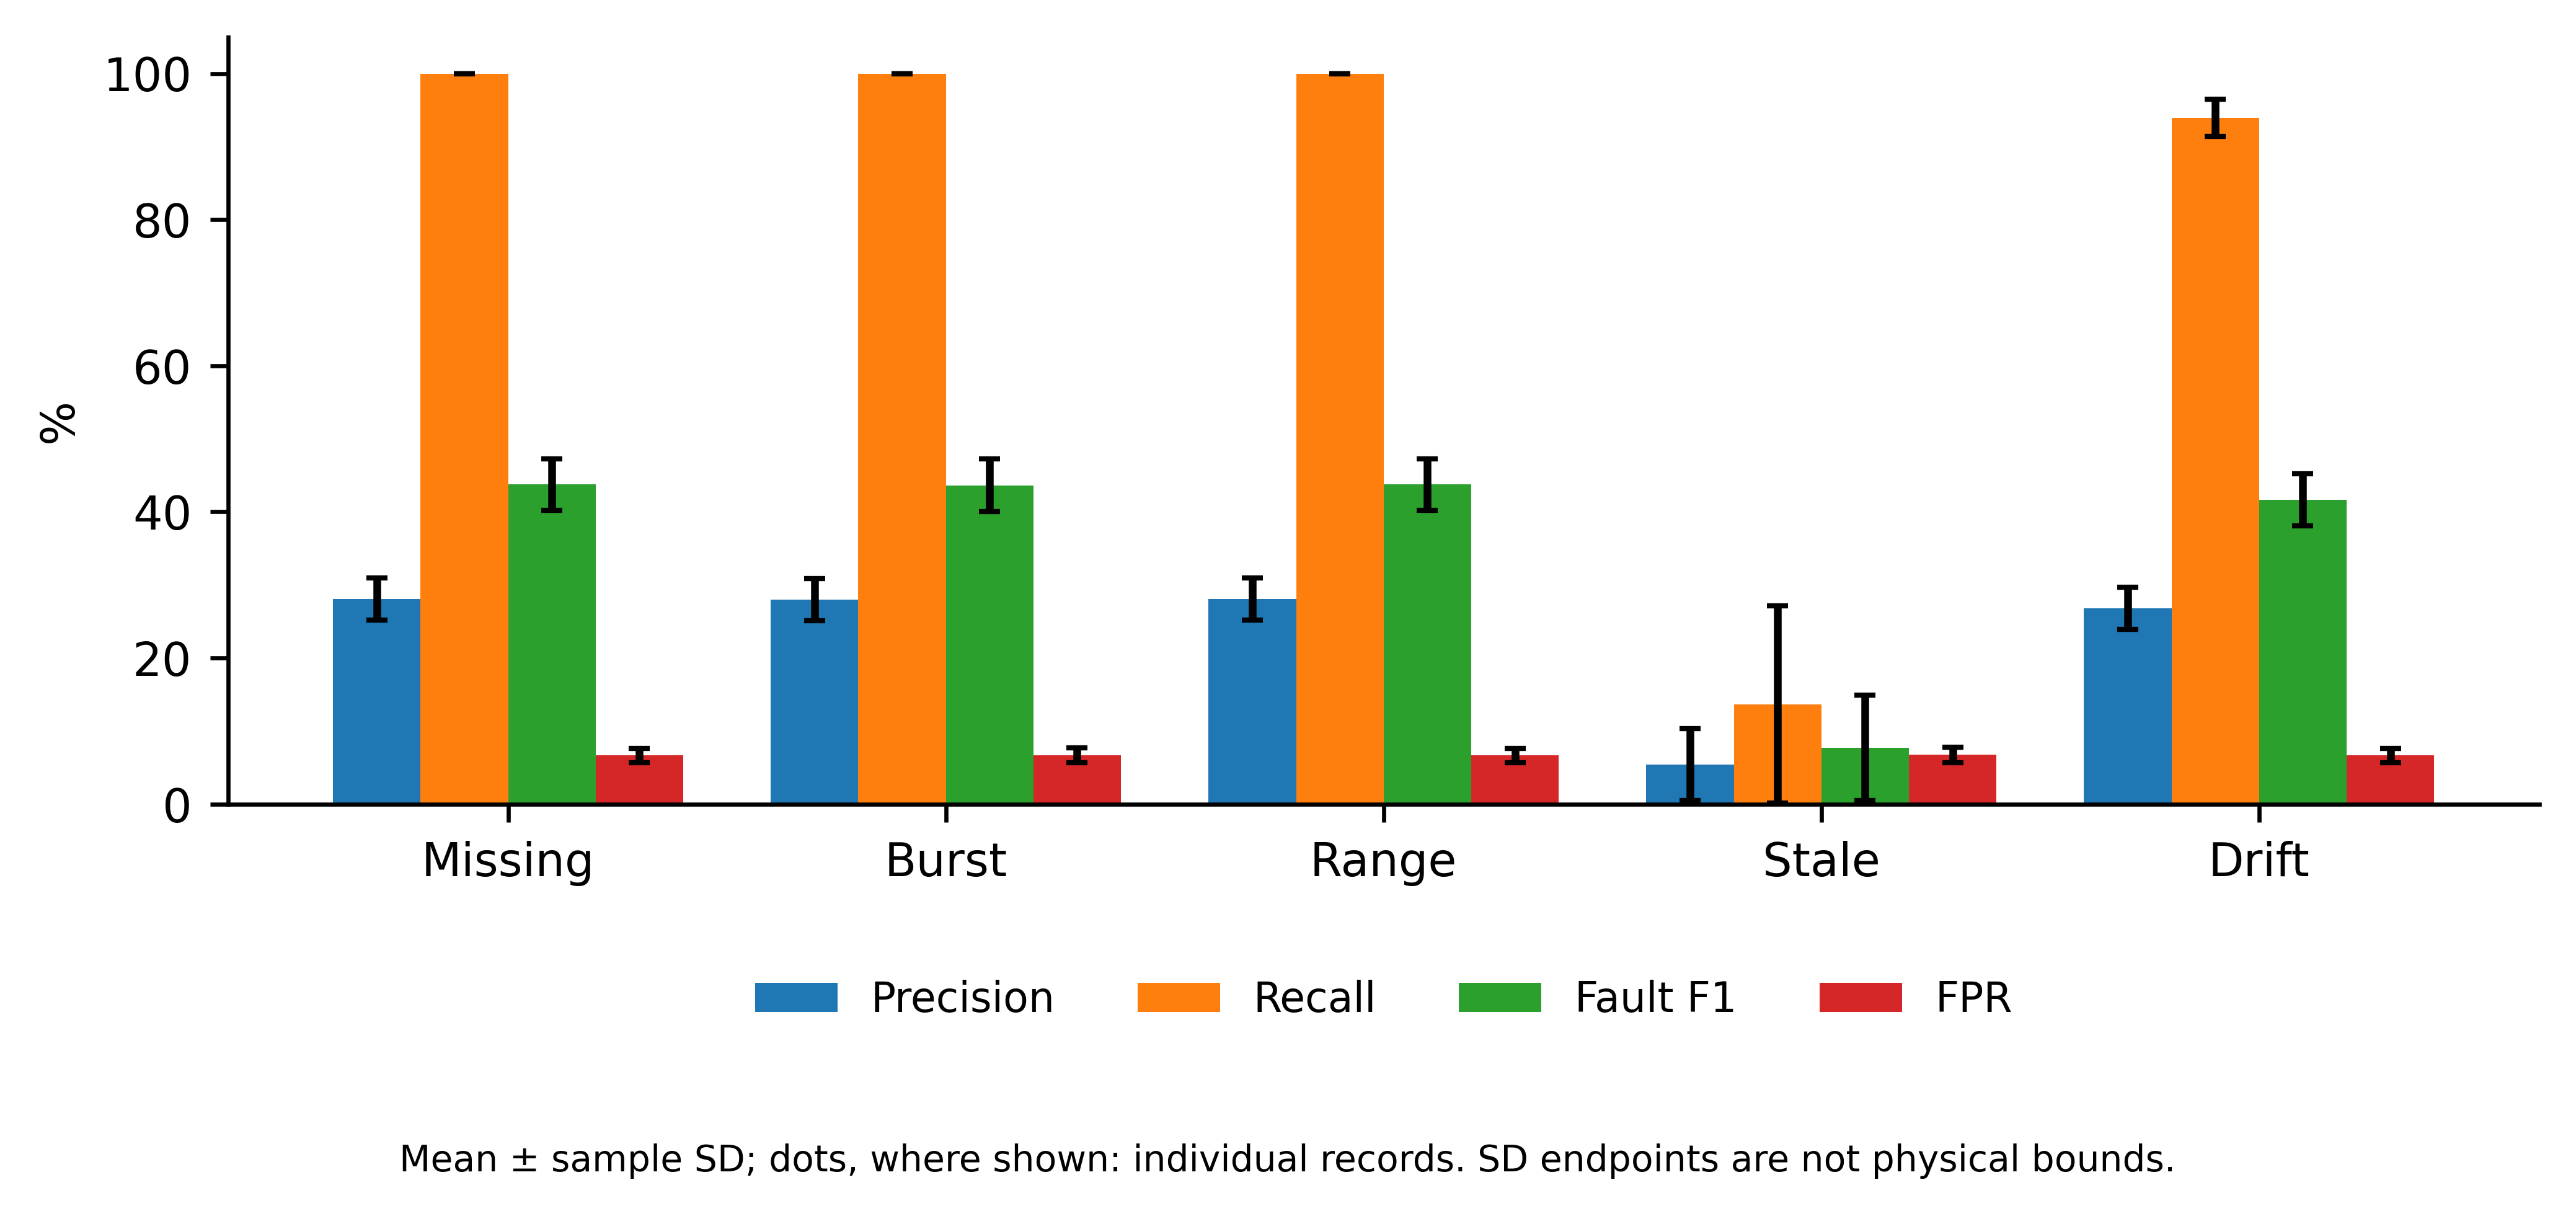 100
80
60
40
20
0
%
Missing Burst Range Stale Drift
Precision Recall Fault F1 FPR
Mean ± sample SD; dots, where shown: individual records. SD endpoints are not physical bounds.